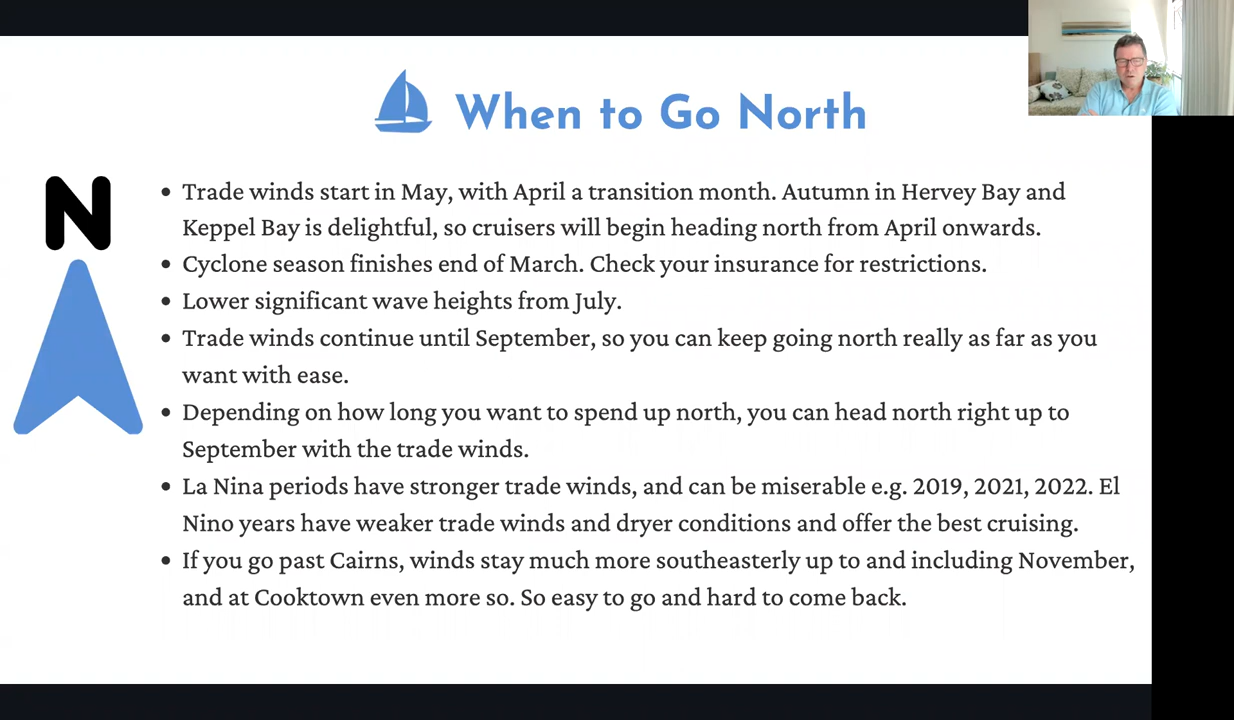 When to Go North
N
Trade winds start in May, with April a transition month. Autumn in Hervey Bay and
Keppel Bay is delightful, so cruisers will begin heading north from April onwards.
Cyclone season finishes end of March. Check your insurance for restrictions.
Lower significant wave heights from July.
Trade winds continue until September, so you can keep going north really as far as you
want with ease.
Depending on how long you want to spend up north, you can head north right up to
September with the trade winds.
La Nina periods have stronger trade winds, and can be miserable e.g. 2019, 2021, 2022. El
Nino years have weaker trade winds and dryer conditions and offer the best cruising.
If you go past Cairns, winds stay much more southeasterly up to and including November,
and at Cooktown even more so. So easy to go and hard to come back.